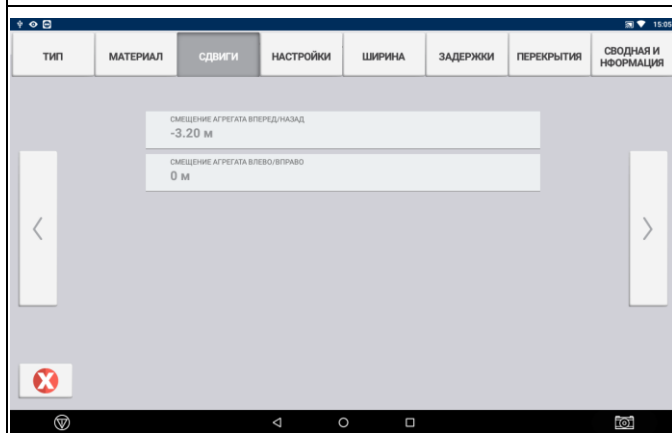 15:05
ТИП
МАТЕРИАЛ
СДВИГИ
НАСТРОЙКИ
ШИРИНА
ЗАДЕРЖКИ
ПЕРЕКРЫТИЯ
СВОДНАЯ И
НФОРМАЦИЯ
СМЕЩЕНИЕ АГРЕГАТА ВПЕРЕД/НАЗАД
-3.20 м
СМЕЩЕНИЕ АГРЕГАТА ВЛЕВО/ВПРАВО
0 м